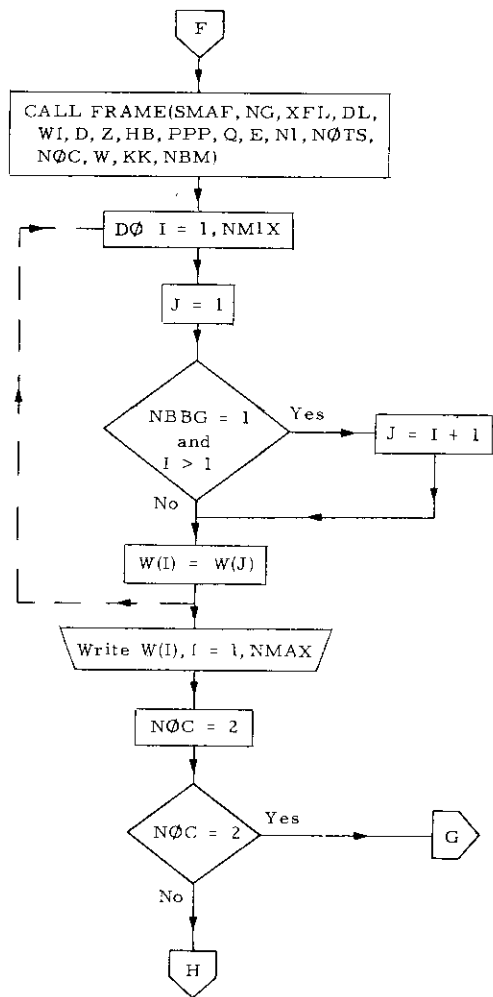 F
CALL FRAME(SMAF, NG, XFL, DL,
WI, D, Z, HB, PPP, Q, E, N1, NØTS,
NØC, W, KK, NBM)
DØ I = 1, NM1X
J = 1
NBBG = 1
and
I > 1
Yes
J = I + 1
No
W(I) = W(J)
Write W(I), I = 1, NMAX
NØC = 2
NØC = 2
Yes
G
No
H